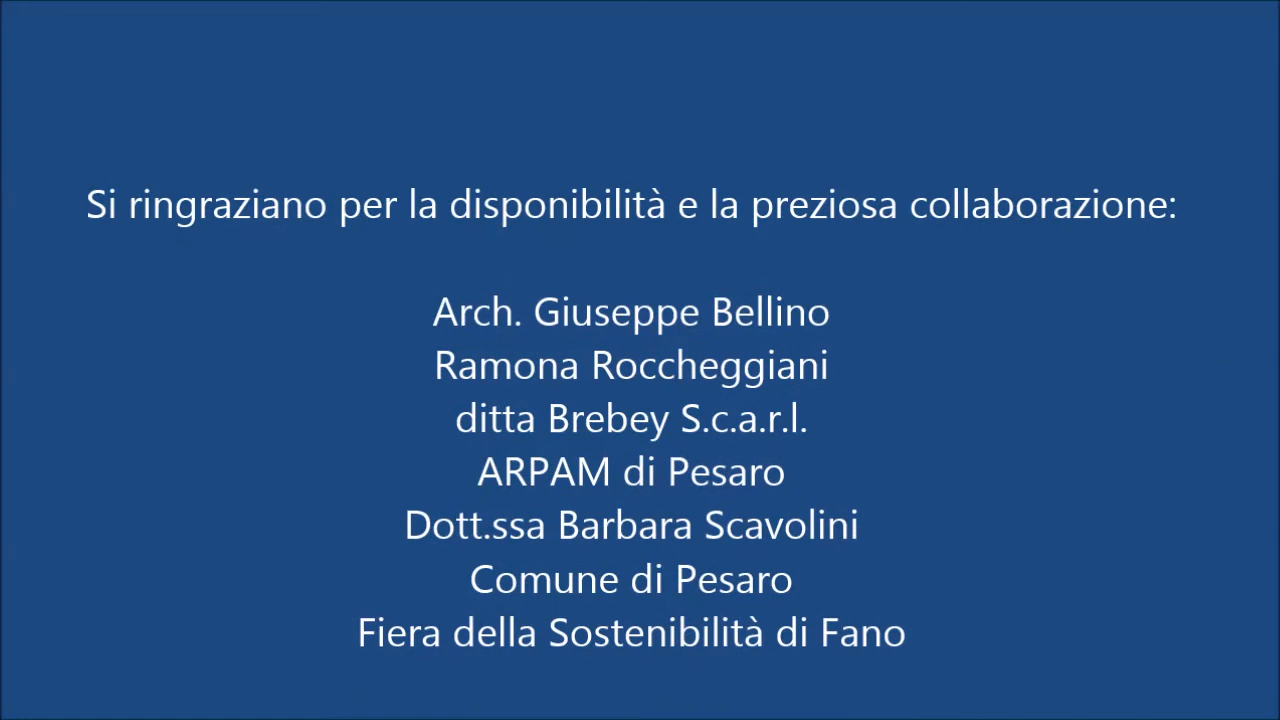 Si ringraziano per la disponibilità e la preziosa collaborazione:
Arch. Giuseppe Bellino
Ramona Roccheggiani
ditta Brebey S.c.a.r.l.
ARPAM di Pesaro
Dott.ssa Barbara Scavolini
Comune di Pesaro
Fiera della Sostenibilità di Fano